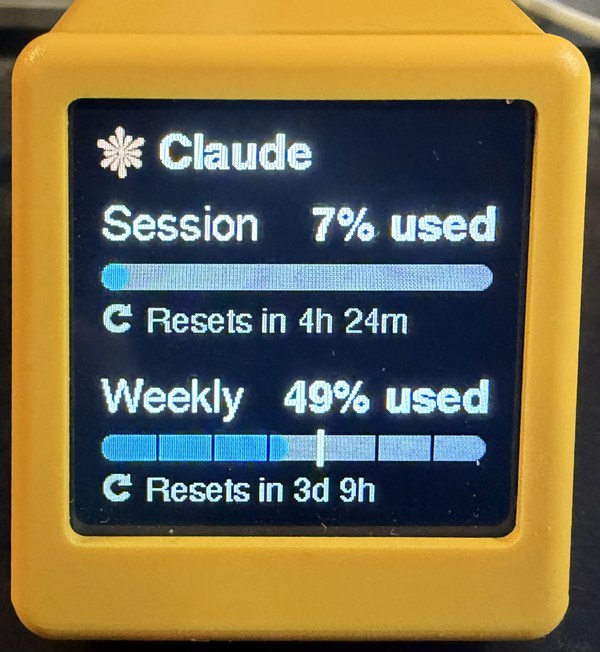 Claude
Session 7% used
Resets in 4h 24m
Weekly 49% used
Resets in 3d 9h